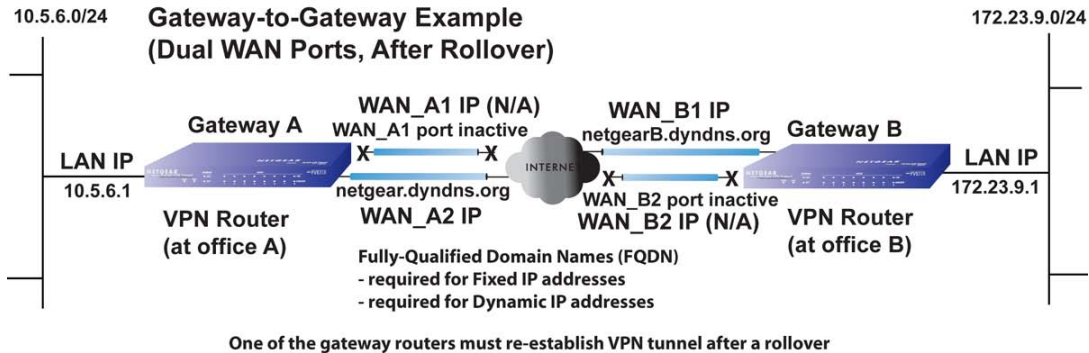 10.5.6.0/24
Gateway-to-Gateway Example
(Dual WAN Ports, After Rollover)
172.23.9.0/24
WAN_A1 IP (N/A)
WAN_A1 port inactive
WAN_B1 IP
netgearB.dyndns.org
Gateway A
Gateway B
X X
INTERNET
LAN IP
10.5.6.1
NETGEAR
NETGEAR
netgear.dyndns.org
WAN_A2 IP
X X
WAN_B2 port inactive
WAN_B2 IP (N/A)
NETGEAR
NETGEAR
LAN IP
172.23.9.1
VPN Router
(at office A)
VPN Router
(at office B)
Fully-Qualified Domain Names (FQDN)
- required for Fixed IP addresses
- required for Dynamic IP addresses
One of the gateway routers must re-establish VPN tunnel after a rollover